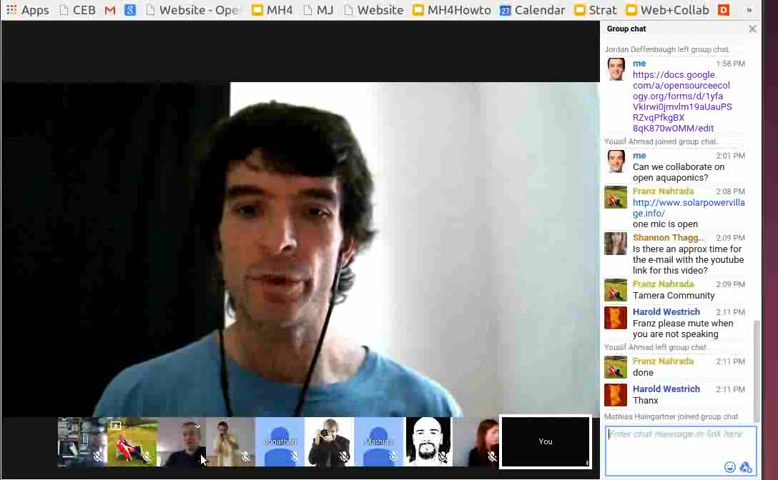 Apps CEB Website - Ope MH4 MJ Website MH4Howto 27 Calendar Strat Web+Collab D »
Group chat
Jordan Deffenbaugh left group chat.
me 1:58 PM
https://docs.google.
com/a/opensourceecol
ogy.org/forms/d/1yfa
VkIrwi0jmvlm19aUauPS
RZvqPfkgBX
8qK870wOMM/edit
Yousif Ahmad joined group chat.
me 2:01 PM
Can we collaborate on
open aquaponics?
Franz Nahrada 2:08 PM
http://www.solarpowervilla
ge.info/
one mic is open
Shannon Thagg... 2:09 PM
Is there an approx time for
the e-mail with the youtube
link for this video?
Franz Nahrada 2:09 PM
Tamera Community
Harold Westrich 2:11 PM
Franz please mute when
you are not speaking
Yousif Ahmad left group chat.
Franz Nahrada 2:11 PM
done
Harold Westrich 2:11 PM
Thanx
Mathias Haingartner joined group chat
Enter chat message or link here
Jonathan
Mathias
You